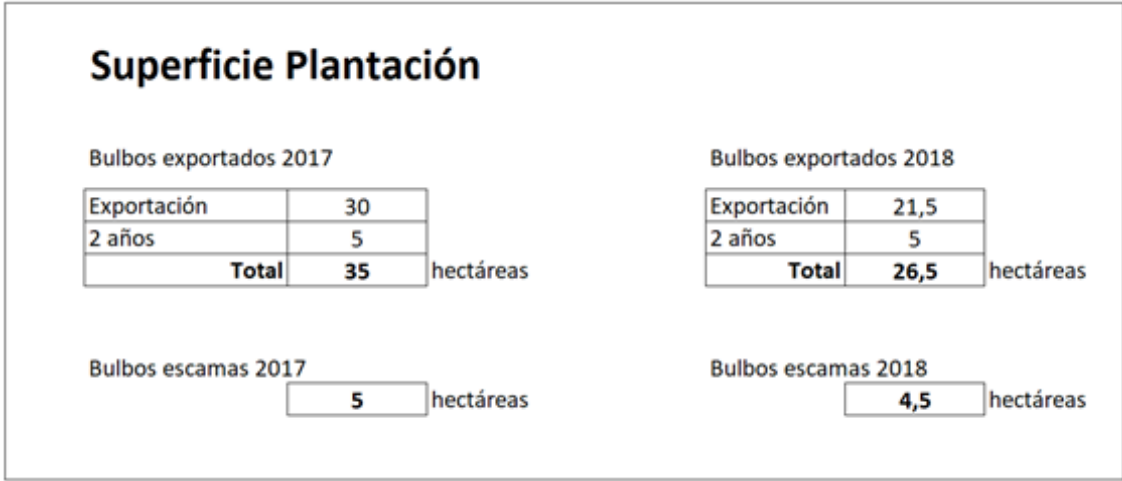 Superficie Plantación
Bulbos exportados 2017
Exportación 30
2 años 5
Total 35 hectáreas
Bulbos escamas 2017
5 hectáreas
Bulbos exportados 2018
Exportación 21,5
2 años 5
Total 26,5 hectáreas
Bulbos escamas 2018
4,5 hectáreas